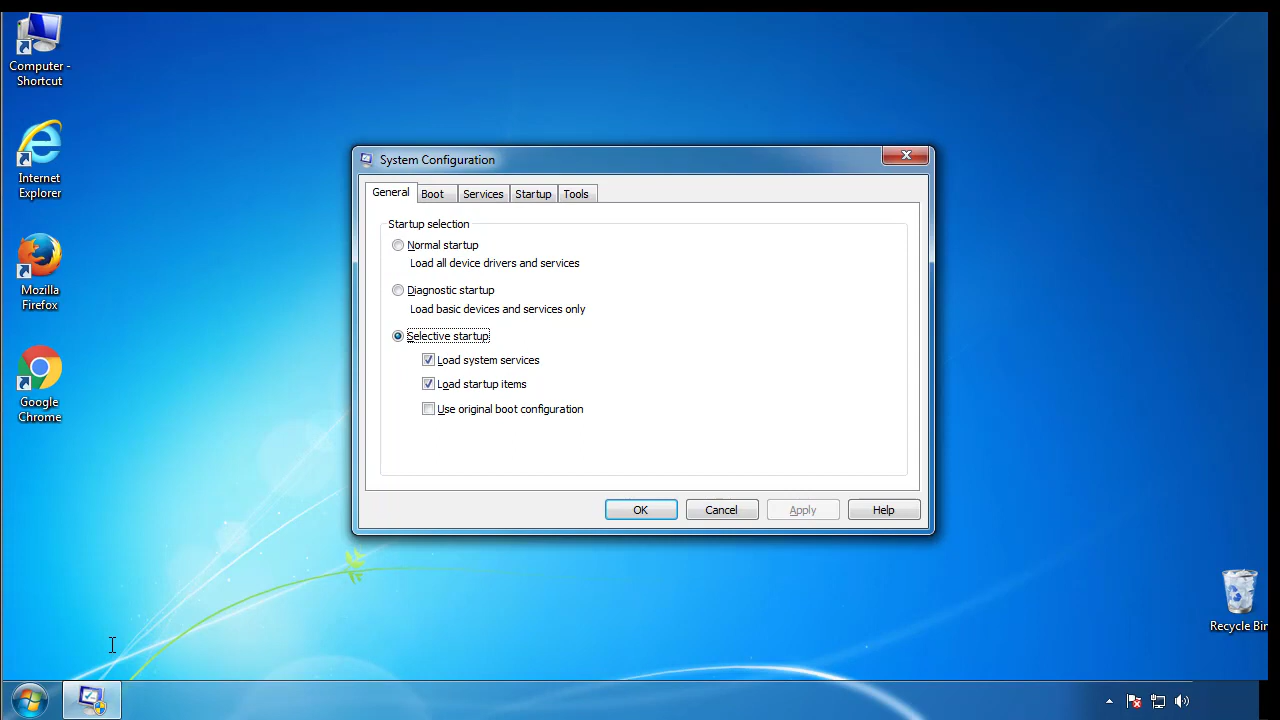 Computer -
Shortcut
Internet
Explorer
Mozilla
Firefox
Google
Chrome
System Configuration
General Boot Services Startup Tools
Startup selection
Normal startup
Load all device drivers and services
Diagnostic startup
Load basic devices and services only
Selective startup
Load system services
Load startup items
Use original boot configuration
OK Cancel Apply Help
Recycle Bin